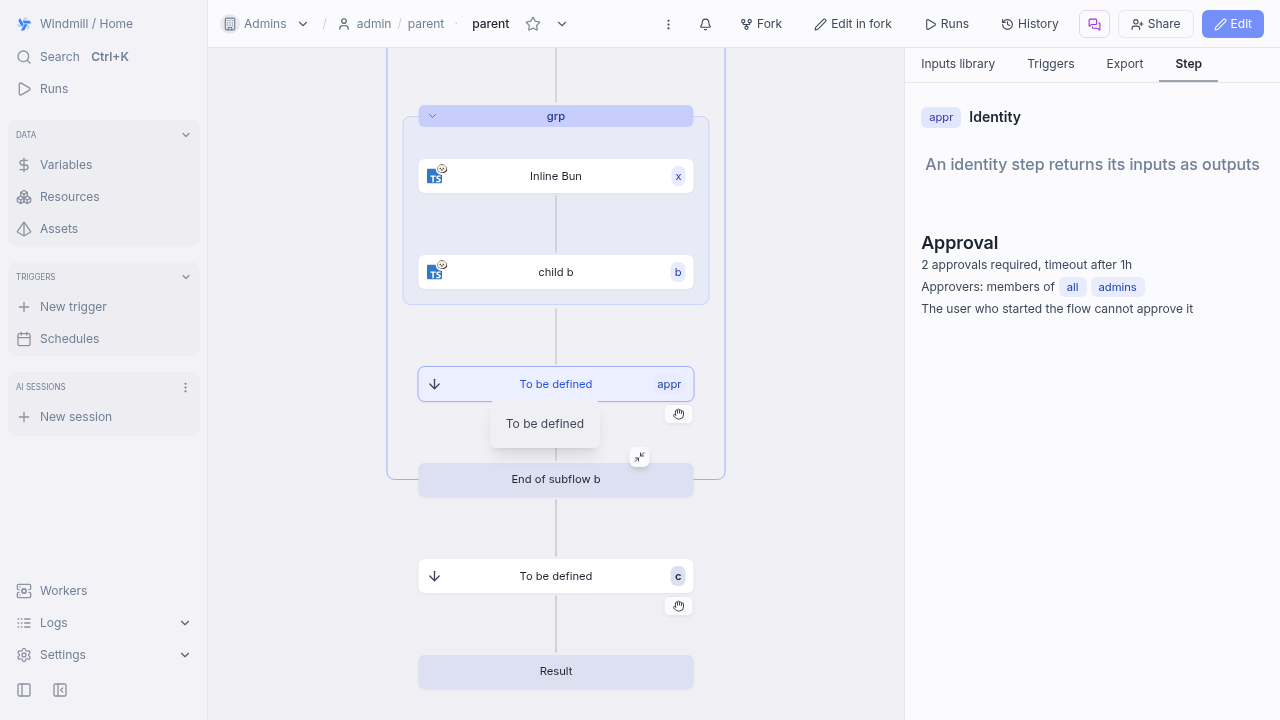 Windmill / Home
Search Ctrl+K
Runs
DATA
Variables
Resources
Assets
TRIGGERS
New trigger
Schedules
AI SESSIONS
New session
Workers
Logs
Settings
Admins / admin / parent · parent
Fork
Edit in fork
Runs
History
Share
Edit
grp
TS Inline Bun x
TS child b b
To be defined appr
To be defined
End of subflow b
To be defined c
Result
Inputs library Triggers Export Step
appr Identity
An identity step returns its inputs as outputs
Approval
2 approvals required, timeout after 1h
Approvers: members of all admins
The user who started the flow cannot approve it